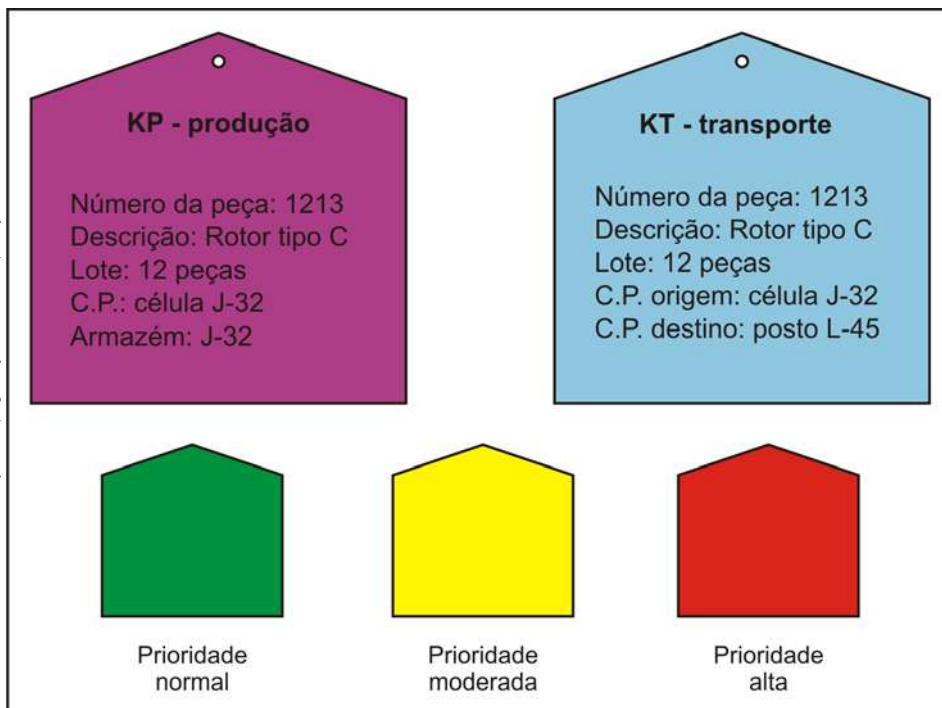 KP - produção
Número da peça: 1213
Descrição: Rotor tipo C
Lote: 12 peças
C.P.: célula J-32
Armazém: J-32
KT - transporte
Número da peça: 1213
Descrição: Rotor tipo C
Lote: 12 peças
C.P. origem: célula J-32
C.P. destino: posto L-45
Prioridade
normal
Prioridade
moderada
Prioridade
alta